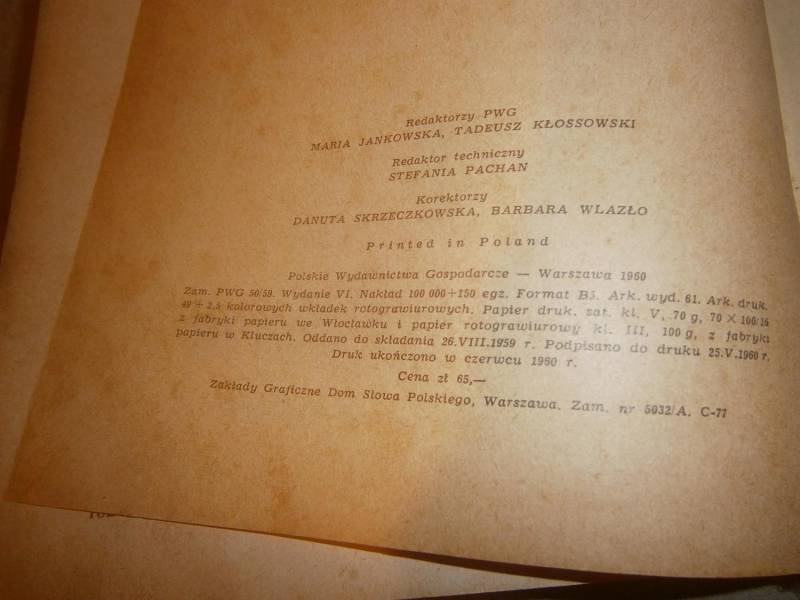 Redaktorzy PWG
MARIA JANKOWSKA, TADEUSZ KŁOSSOWSKI
Redaktor techniczny
STEFANIA PACHAN
Korektorzy
DANUTA SKRZECZKOWSKA, BARBARA WLAZŁO
Printed in Poland
Polskie Wydawnictwa Gospodarcze — Warszawa 1960
Zam. PWG 50/59. Wydanie VI. Nakład 100 000+150 egz. Format B5. Ark. wyd. 61. Ark. druk.
49 + 2,5 kolorowych wkładek rotograwiurowych. Papier druk. sat. kl. V, 70 g, 70 × 100/16
z fabryki papieru we Włocławku i papier rotograwiurowy kl. III, 100 g, z fabryki
papieru w Kluczach. Oddano do składania 26.VIII.1959 r. Podpisano do druku 25.V.1960 r.
Druk ukończono w czerwcu 1960 r.
Cena zł 65,—
Zakłady Graficzne Dom Słowa Polskiego, Warszawa. Zam. nr 5032/A. C-77